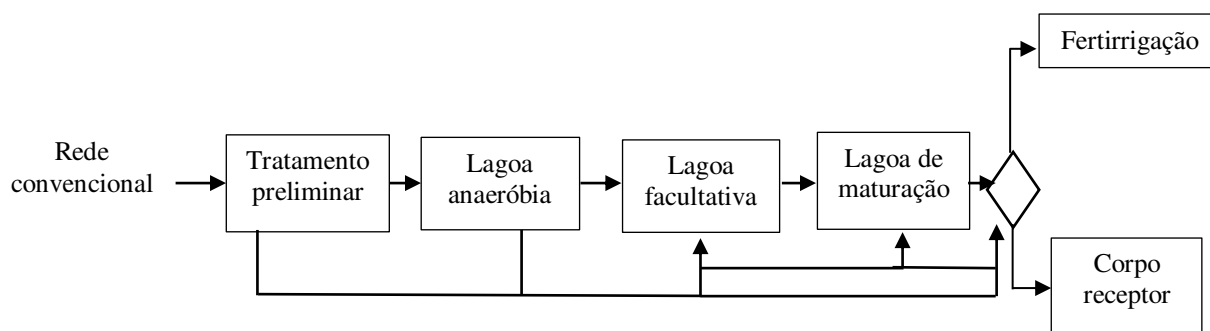 Fertirrigação
Rede
convencional
Tratamento
preliminar
Lagoa
anaeróbia
Lagoa
facultativa
Lagoa de
maturação
Corpo
receptor